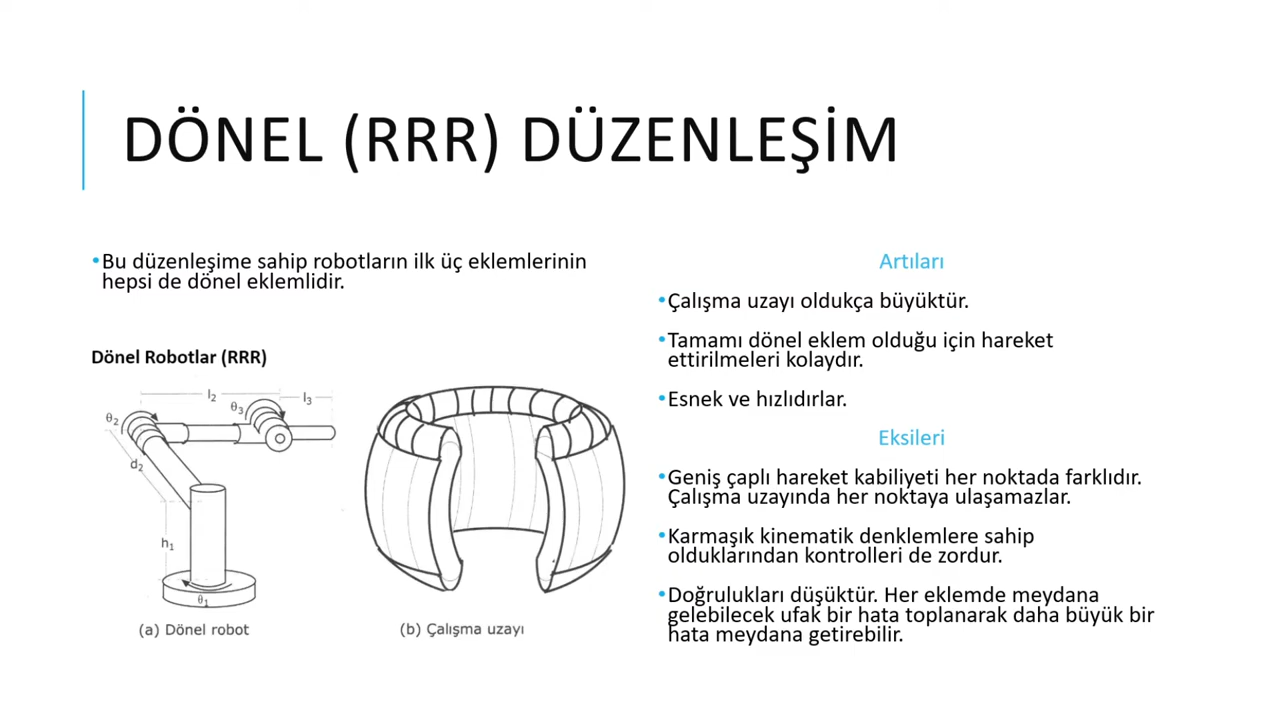 DÖNEL (RRR) DÜZENLEŞİM
•Bu düzenleşime sahip robotların ilk üç eklemlerinin
hepsi de dönel eklemlidir.
Dönel Robotlar (RRR)
l₂
l₃
θ₂
θ₃
d₂
h₁
θ₁
(a) Dönel robot
(b) Çalışma uzayı
Artıları
•Çalışma uzayı oldukça büyüktür.
•Tamamı dönel eklem olduğu için hareket
ettirilmeleri kolaydır.
•Esnek ve hızlıdırlar.
Eksileri
•Geniş çaplı hareket kabiliyeti her noktada farklıdır.
Çalışma uzayında her noktaya ulaşamazlar.
•Karmaşık kinematik denklemlere sahip
olduklarından kontrolleri de zordur.
•Doğrulukları düşüktür. Her eklemde meydana
gelebilecek ufak bir hata toplanarak daha büyük bir
hata meydana getirebilir.